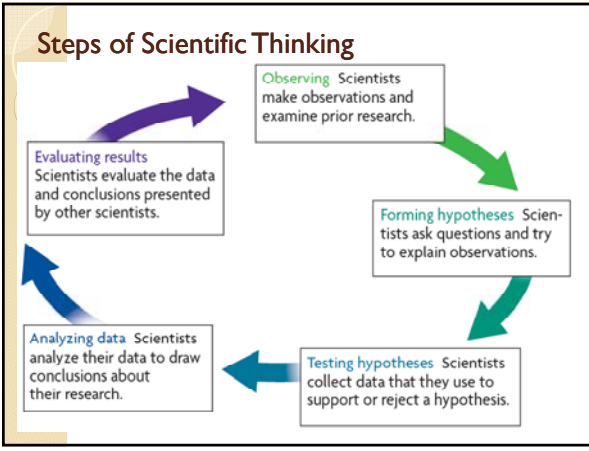 Steps of Scientific Thinking
Observing Scientists
make observations and
examine prior research.
Forming hypotheses Scien-
tists ask questions and try
to explain observations.
Testing hypotheses Scientists
collect data that they use to
support or reject a hypothesis.
Analyzing data Scientists
analyze their data to draw
conclusions about
their research.
Evaluating results
Scientists evaluate the data
and conclusions presented
by other scientists.